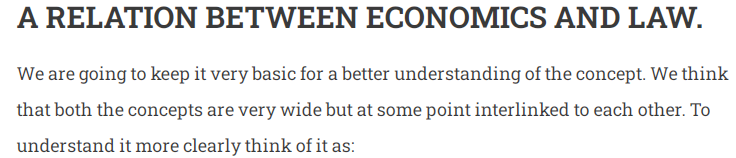 A RELATION BETWEEN ECONOMICS AND LAW.
We are going to keep it very basic for a better understanding of the concept. We think
that both the concepts are very wide but at some point interlinked to each other. To
understand it more clearly think of it as: